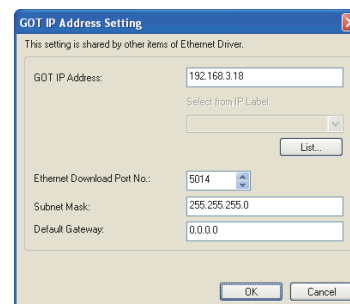 GOT IP Address Setting
This setting is shared by other items of Ethernet Driver.
GOT IP Address: 192.168.3.18
Select from IP Label:
List...
Ethernet Download Port No.: 5014
Subnet Mask: 255.255.255.0
Default Gateway: 0.0.0.0
OK Cancel